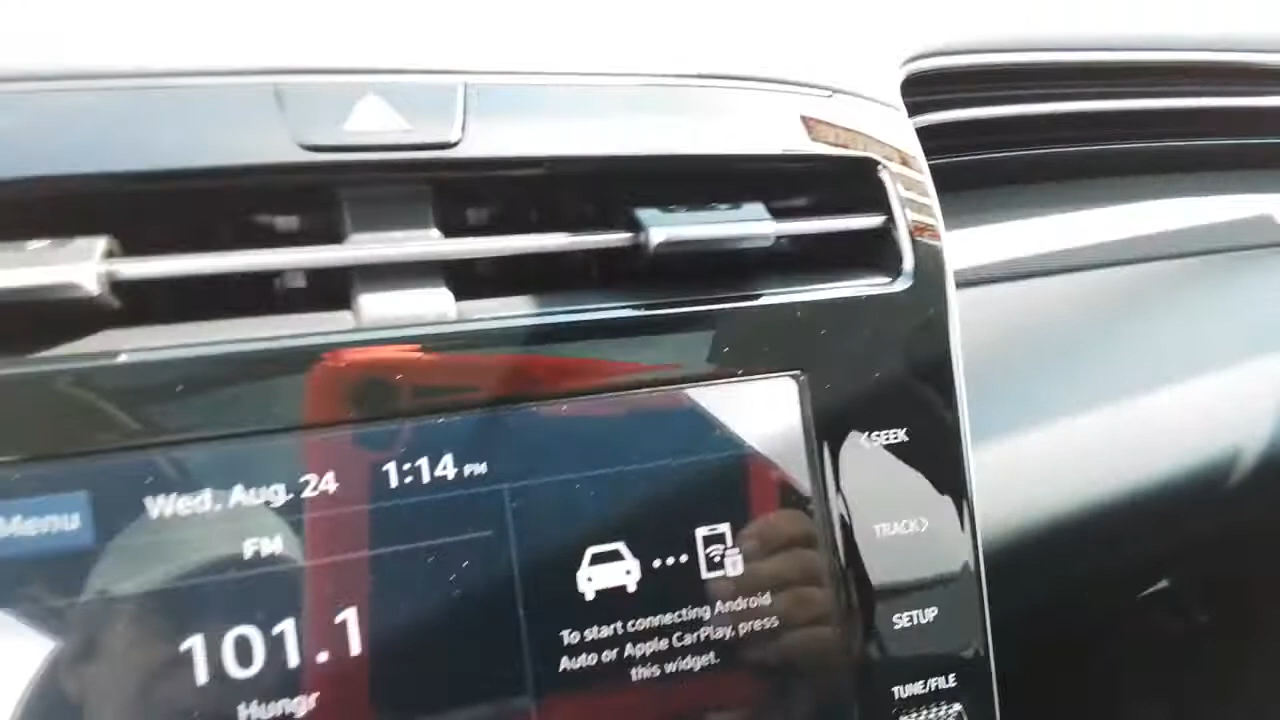 Menu
Wed. Aug. 24 1:14 PM
FM
101.1
Hungr
To start connecting Android
Auto or Apple CarPlay, press
this widget.
< SEEK
TRACK >
SETUP
TUNE/FILE